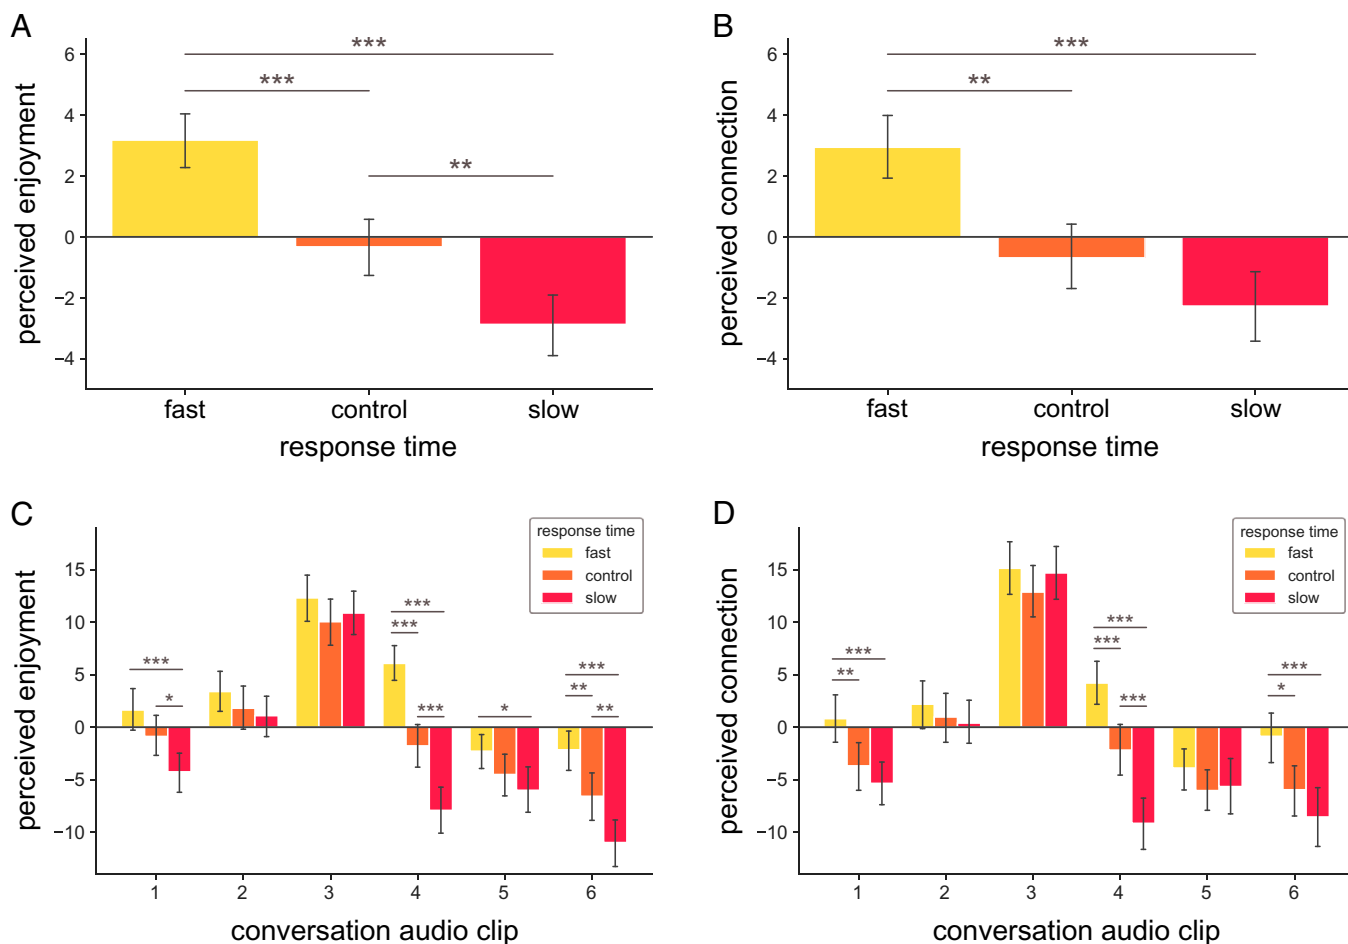 A
perceived enjoyment
6
4
2
0
−2
−4
***
***
**
fast control slow
response time
B
perceived connection
6
4
2
0
−2
−4
***
**
fast control slow
response time
C
perceived enjoyment
15
10
5
0
−5
−10
response time
fast
control
slow
***
*
***
***
***
*
***
**
**
1 2 3 4 5 6
conversation audio clip
D
perceived connection
15
10
5
0
−5
−10
response time
fast
control
slow
***
**
***
***
***
***
*
1 2 3 4 5 6
conversation audio clip